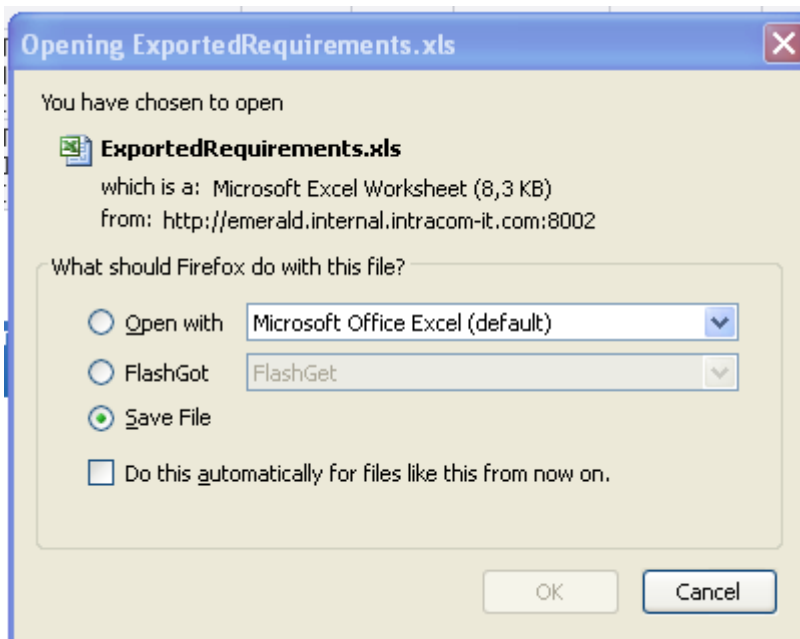 Opening ExportedRequirements.xls
You have chosen to open
ExportedRequirements.xls
which is a: Microsoft Excel Worksheet (8,3 KB)
from: http://emerald.internal.intracom-it.com:8002
What should Firefox do with this file?
Open with Microsoft Office Excel (default)
FlashGot FlashGet
Save File
Do this automatically for files like this from now on.
OK Cancel